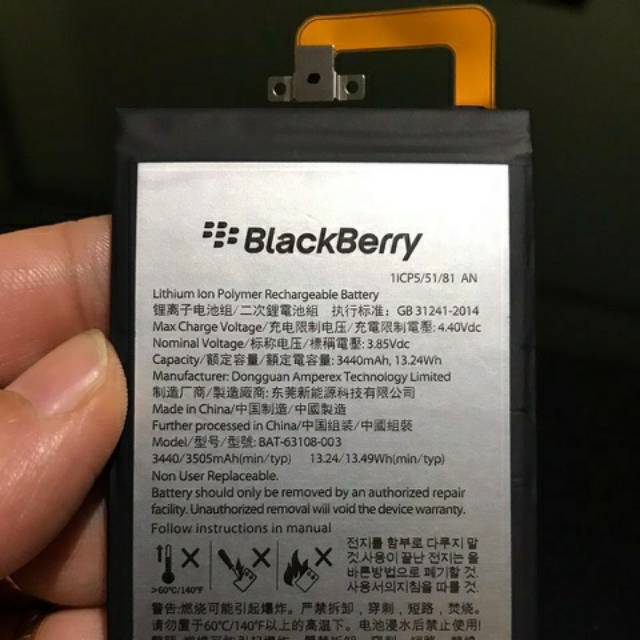 BlackBerry
1ICP5/51/81 AN
Lithium Ion Polymer Rechargeable Battery
锂离子电池组/二次鋰電池組 执行标准: GB 31241-2014
Max Charge Voltage/充电限制电压/充電限制電壓: 4.40Vdc
Nominal Voltage/标称电压/標稱電壓: 3.85Vdc
Capacity/额定容量/額定電容量: 3440mAh, 13.24Wh
Manufacturer: Dongguan Amperex Technology Limited
制造厂商/製造廠商: 东莞新能源科技有限公司
Made in China/中国制造/中國製造
Further processed in China/中国组装/中國組裝
Model/型号/型號: BAT-63108-003
3440/3505mAh(min/typ) 13.24/13.49Wh(min/typ)
Non User Replaceable.
Battery should only be removed by an authorized repair
facility. Unauthorized removal will void the device warranty.
Follow instructions in manual
>60°C/140°F
전지를 함부로 다루지 말
것.사용이 끝난 전지는 올
바른방법으로 폐기할 것.
사용서의지침을 따를 것.
警告:燃烧可能引起爆炸。严禁拆卸，穿刺，短路，焚烧。
请勿置于60°C/140°F以上的高温下。电池浸水后禁止使用